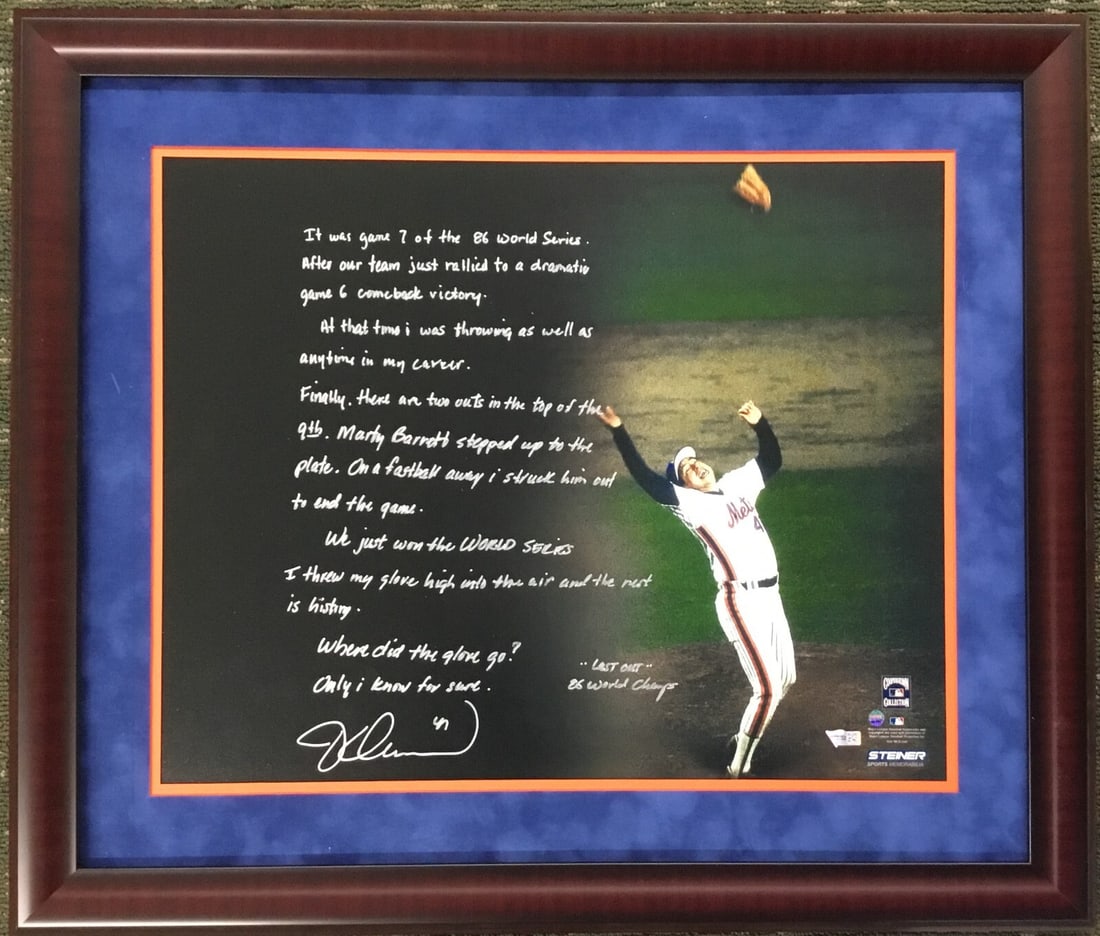 It was game 7 of the 86 World Series.
After our team just rallied to a dramatic
game 6 comeback victory.
At that time i was throwing as well as
anytime in my career.
Finally, there are two outs in the top of the
9th. Marty Barrett stepped up to the
plate. On a fastball away i struck him out
to end the game.
We just won the WORLD SERIES
I threw my glove high into the air and the rest
is history.
Where did the glove go?
Only i know for sure.
"LAST OUT"
86 World Champs
47
Mets
4
COOPERSTOWN
COLLECTION
STEINER
SPORTS MEMORABILIA